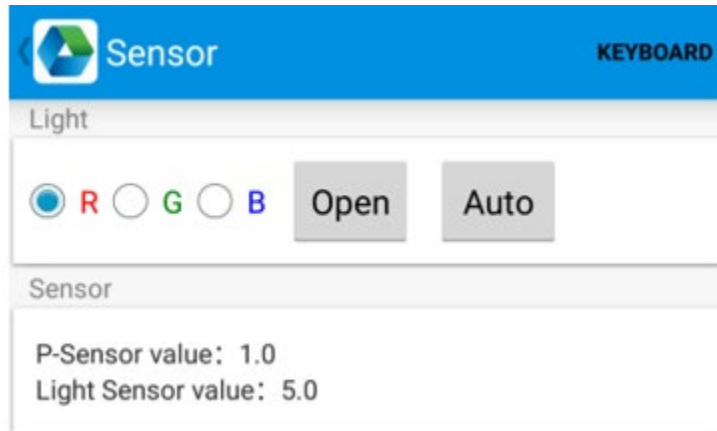 Sensor KEYBOARD
Light
R G B Open Auto
Sensor
P-Sensor value：1.0
Light Sensor value：5.0